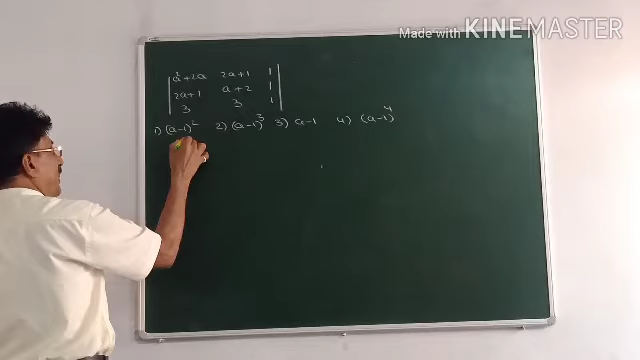 Made with KINEMASTER
a²+2a 2a+1 1
2a+1 a+2 1
3 3 1
1) (a-1)² 2) (a-1)³ 3) a-1 4) (a-1)⁴